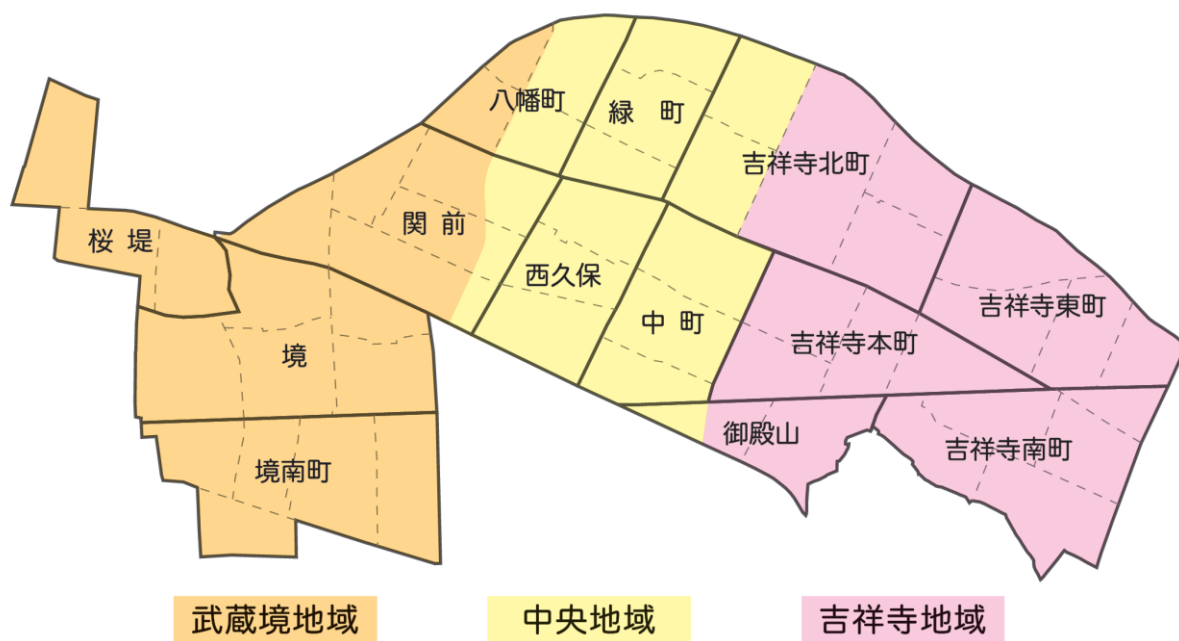 八幡町
緑 町
吉祥寺北町
関 前
桜 堤
西久保
吉祥寺東町
中 町
吉祥寺本町
境
御殿山
吉祥寺南町
境南町
武蔵境地域
中央地域
吉祥寺地域